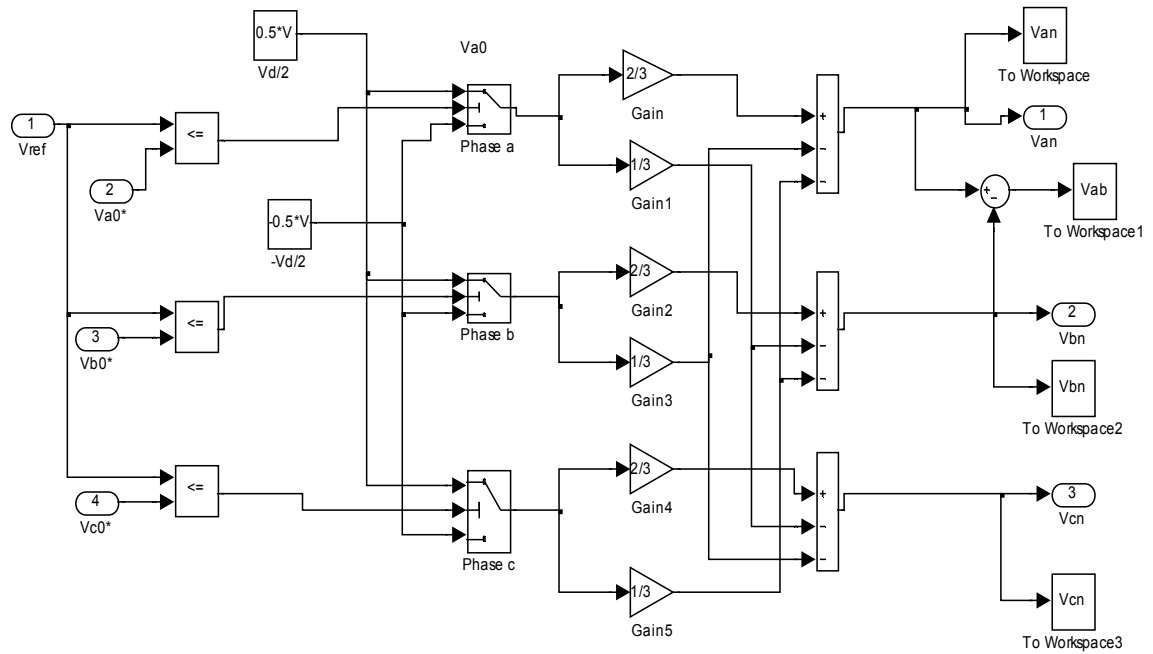 0.5*V
Vd/2
Va0
Van
To Workspace
2/3
Gain
1
Vref
<=
Phase a
+
-
-
1
Van
2
Va0*
1/3
Gain1
+
-
Vab
To Workspace1
-0.5*V
-Vd/2
2/3
Gain2
3
Vb0*
<=
Phase b
+
-
-
2
Vbn
1/3
Gain3
Vbn
To Workspace2
4
Vc0*
<=
Phase c
2/3
Gain4
+
-
-
3
Vcn
1/3
Gain5
Vcn
To Workspace3